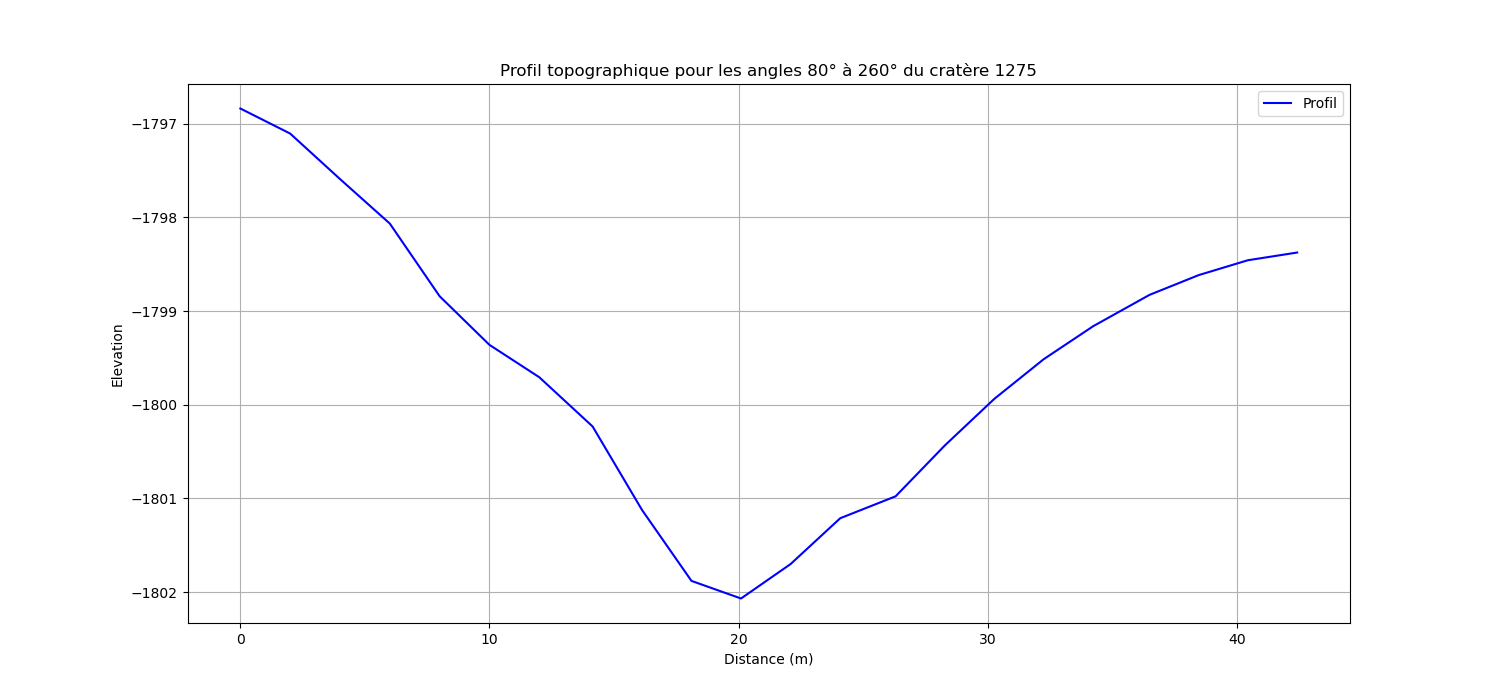 Profil topographique pour les angles 80° à 260° du cratère 1275
Profil
−1797
−1798
−1799
−1800
−1801
−1802
Elevation
0 10 20 30 40
Distance (m)